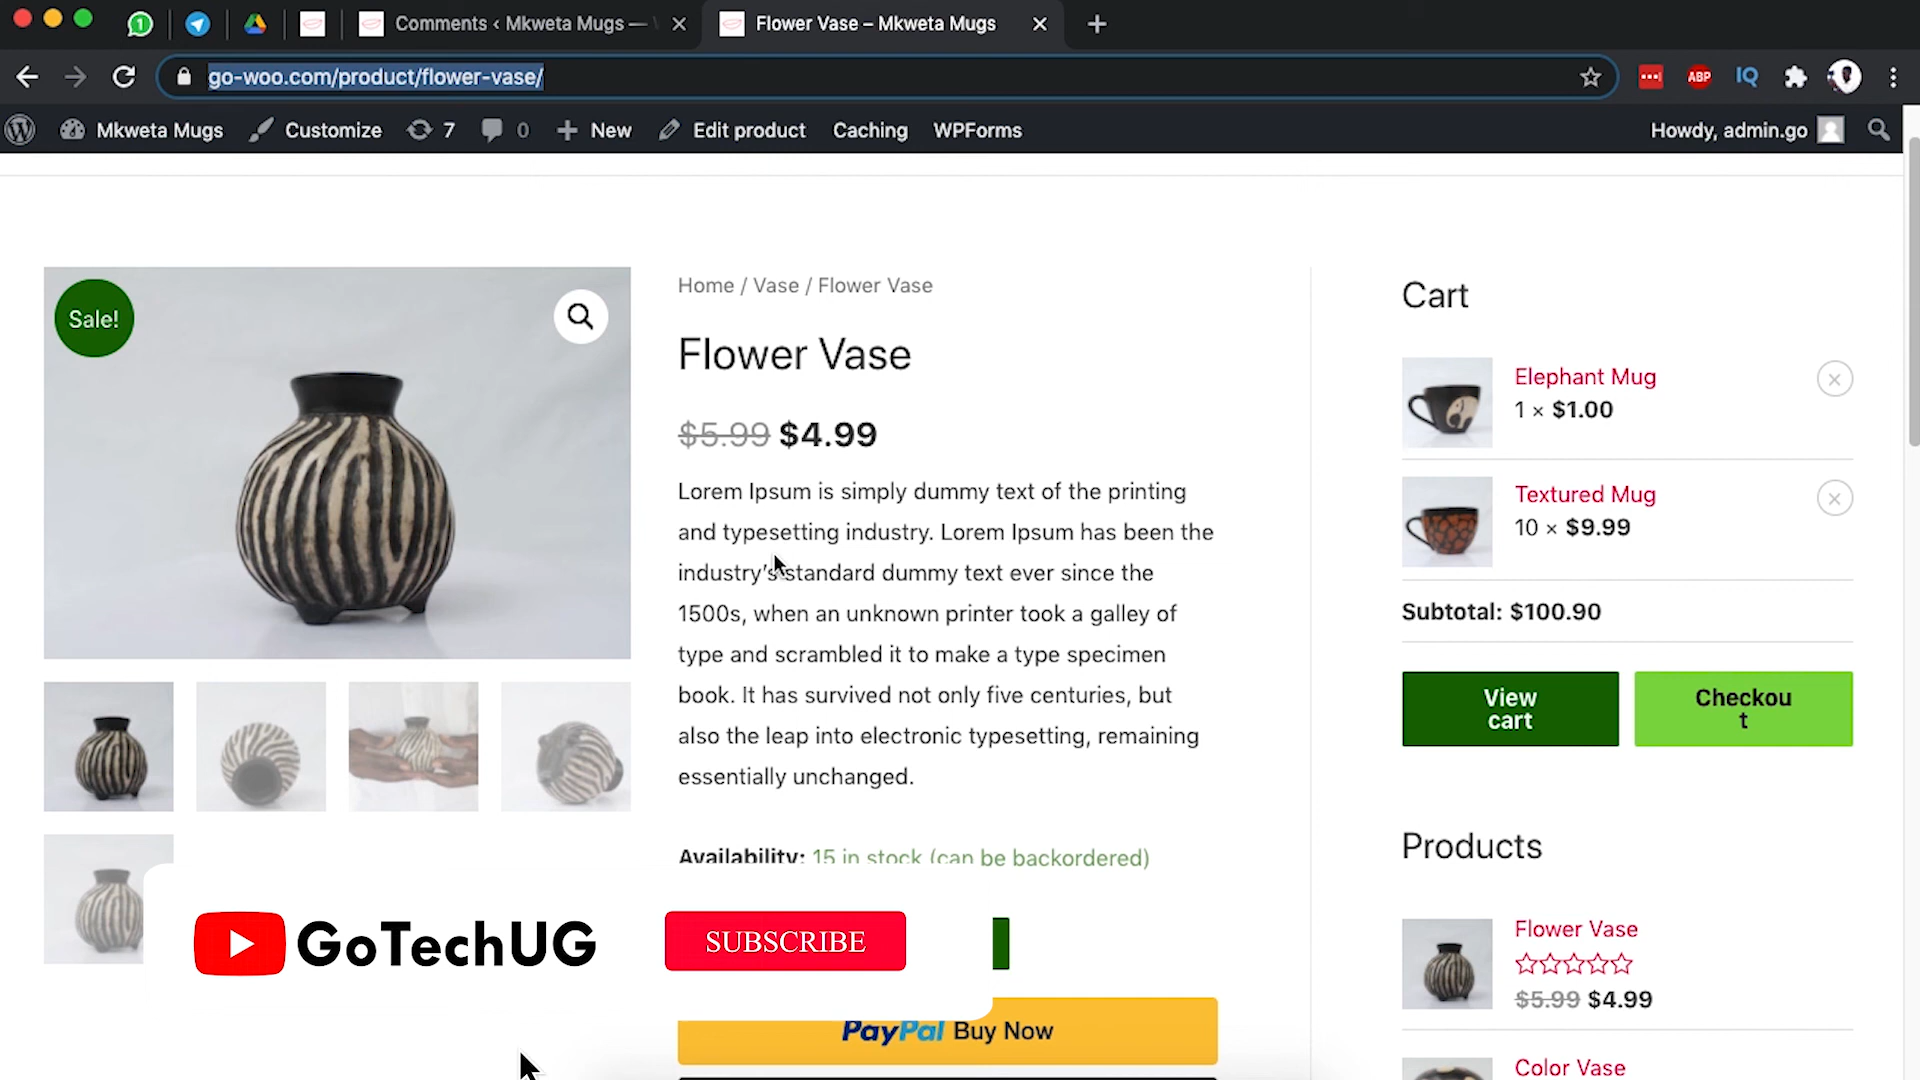 Comments ‹ Mkweta Mugs —
Flower Vase – Mkweta Mugs
go-woo.com/product/flower-vase/
ABP
IQ
Mkweta Mugs
Customize
7
0
New
Edit product
Caching
WPForms
Howdy, admin.go
Sale!
Home / Vase / Flower Vase
Flower Vase
$5.99 $4.99
Lorem Ipsum is simply dummy text of the printing
and typesetting industry. Lorem Ipsum has been the
industry’s standard dummy text ever since the
1500s, when an unknown printer took a galley of
type and scrambled it to make a type specimen
book. It has survived not only five centuries, but
also the leap into electronic typesetting, remaining
essentially unchanged.
Availability: 15 in stock (can be backordered)
PayPal Buy Now
Cart
Elephant Mug
1 × $1.00
Textured Mug
10 × $9.99
Subtotal: $100.90
View
cart
Checkou
t
Products
Flower Vase
$5.99 $4.99
Color Vase
GoTechUG
SUBSCRIBE